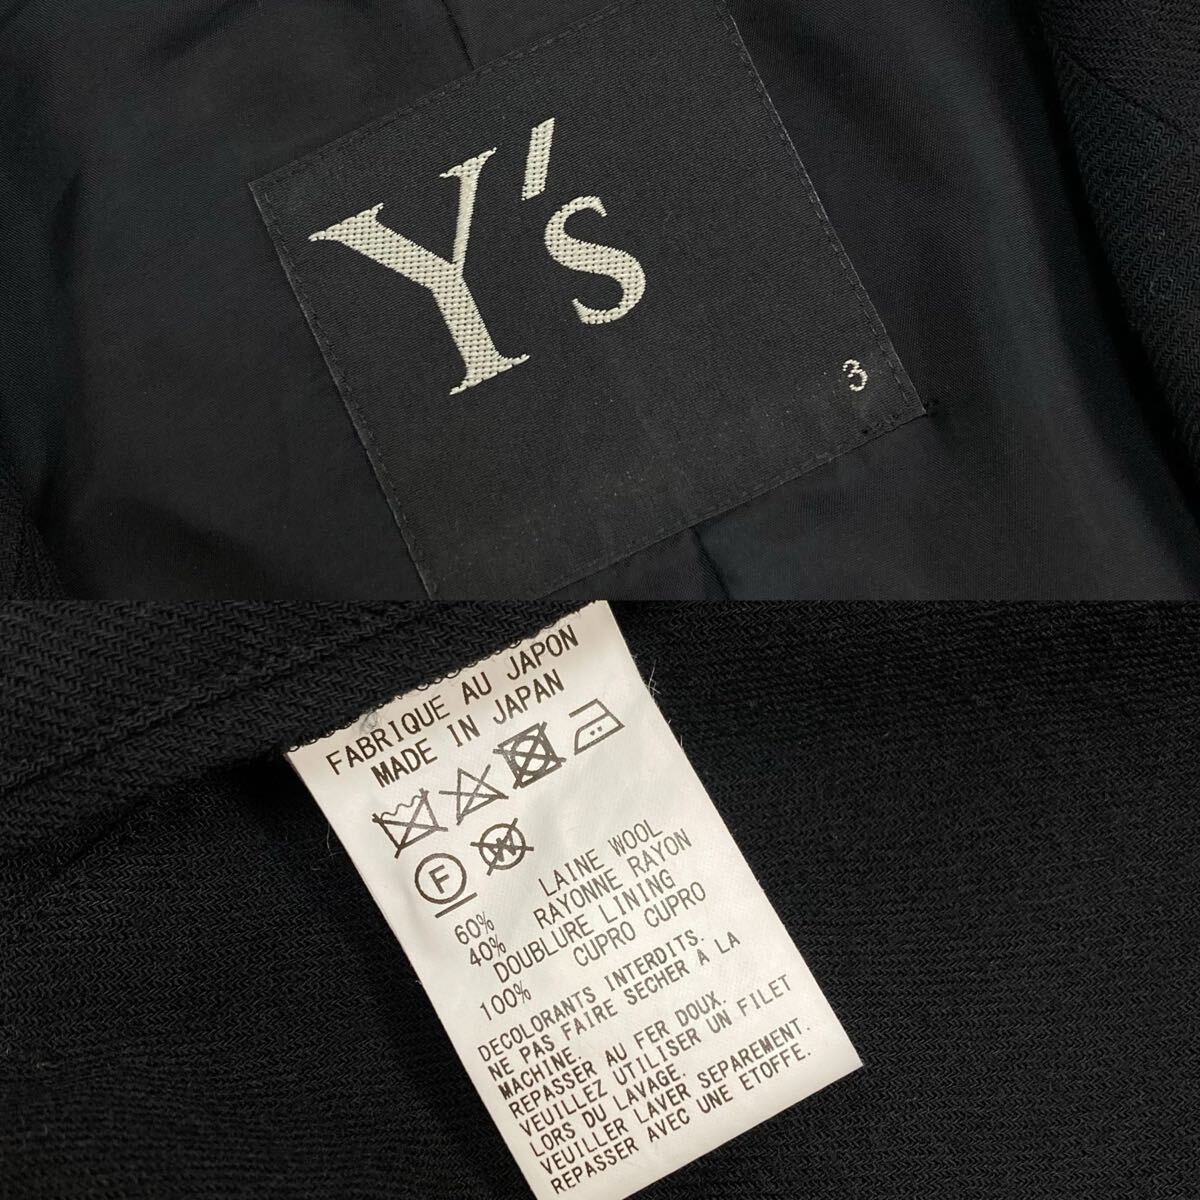 Y's
3
FABRIQUE AU JAPON
MADE IN JAPAN
F W
60% LAINE WOOL
40% RAYONNE RAYON
DOUBLURE LINING
100% CUPRO CUPRO
DECOLORANTS INTERDITS.
NE PAS FAIRE SECHER A LA
MACHINE.
REPASSER AU FER DOUX.
VEUILLEZ UTILISER UN FILET
LORS DU LAVAGE.
VEUILLER LAVER SEPAREMENT.
REPASSER AVEC UNE ETOFFE.